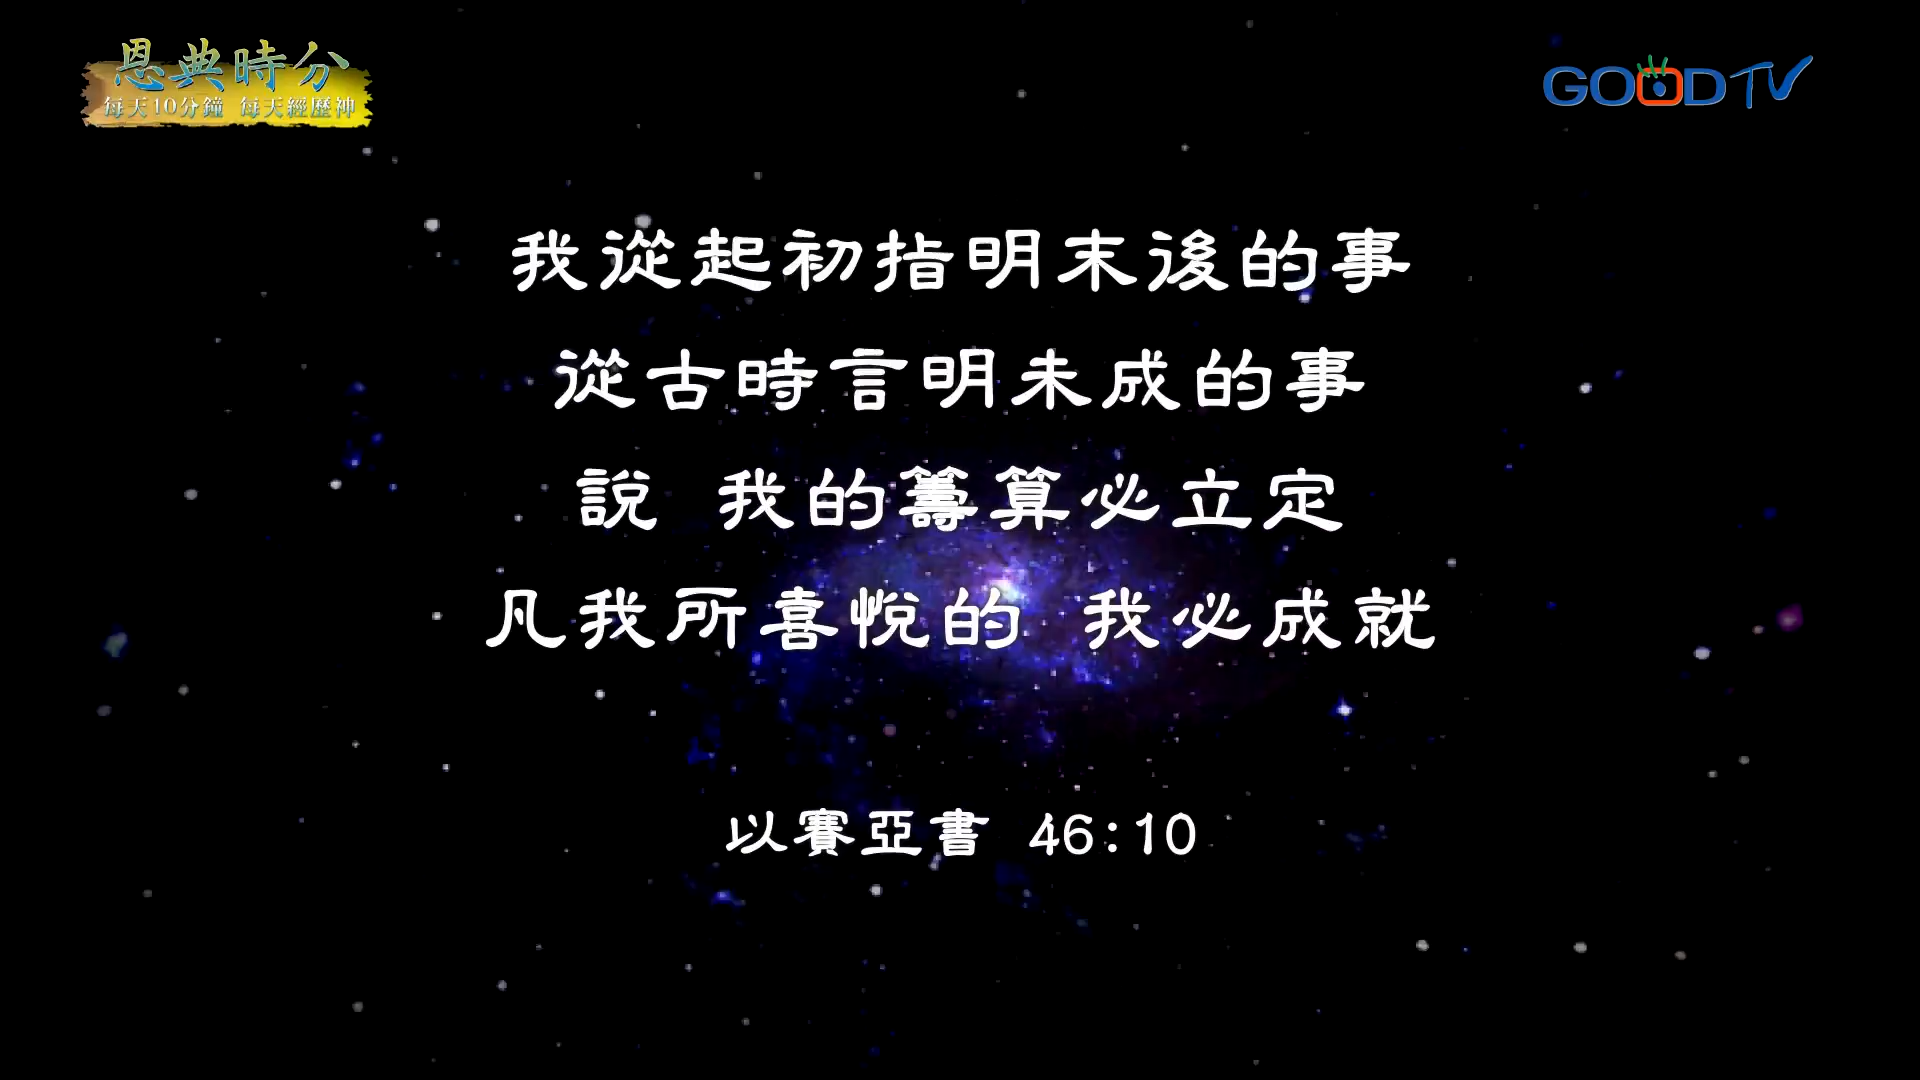 恩典時分
每天10分鐘 每天經歷神
GOOD TV
我從起初指明末後的事
從古時言明未成的事
說 我的籌算必立定
凡我所喜悅的 我必成就
以賽亞書 46:10